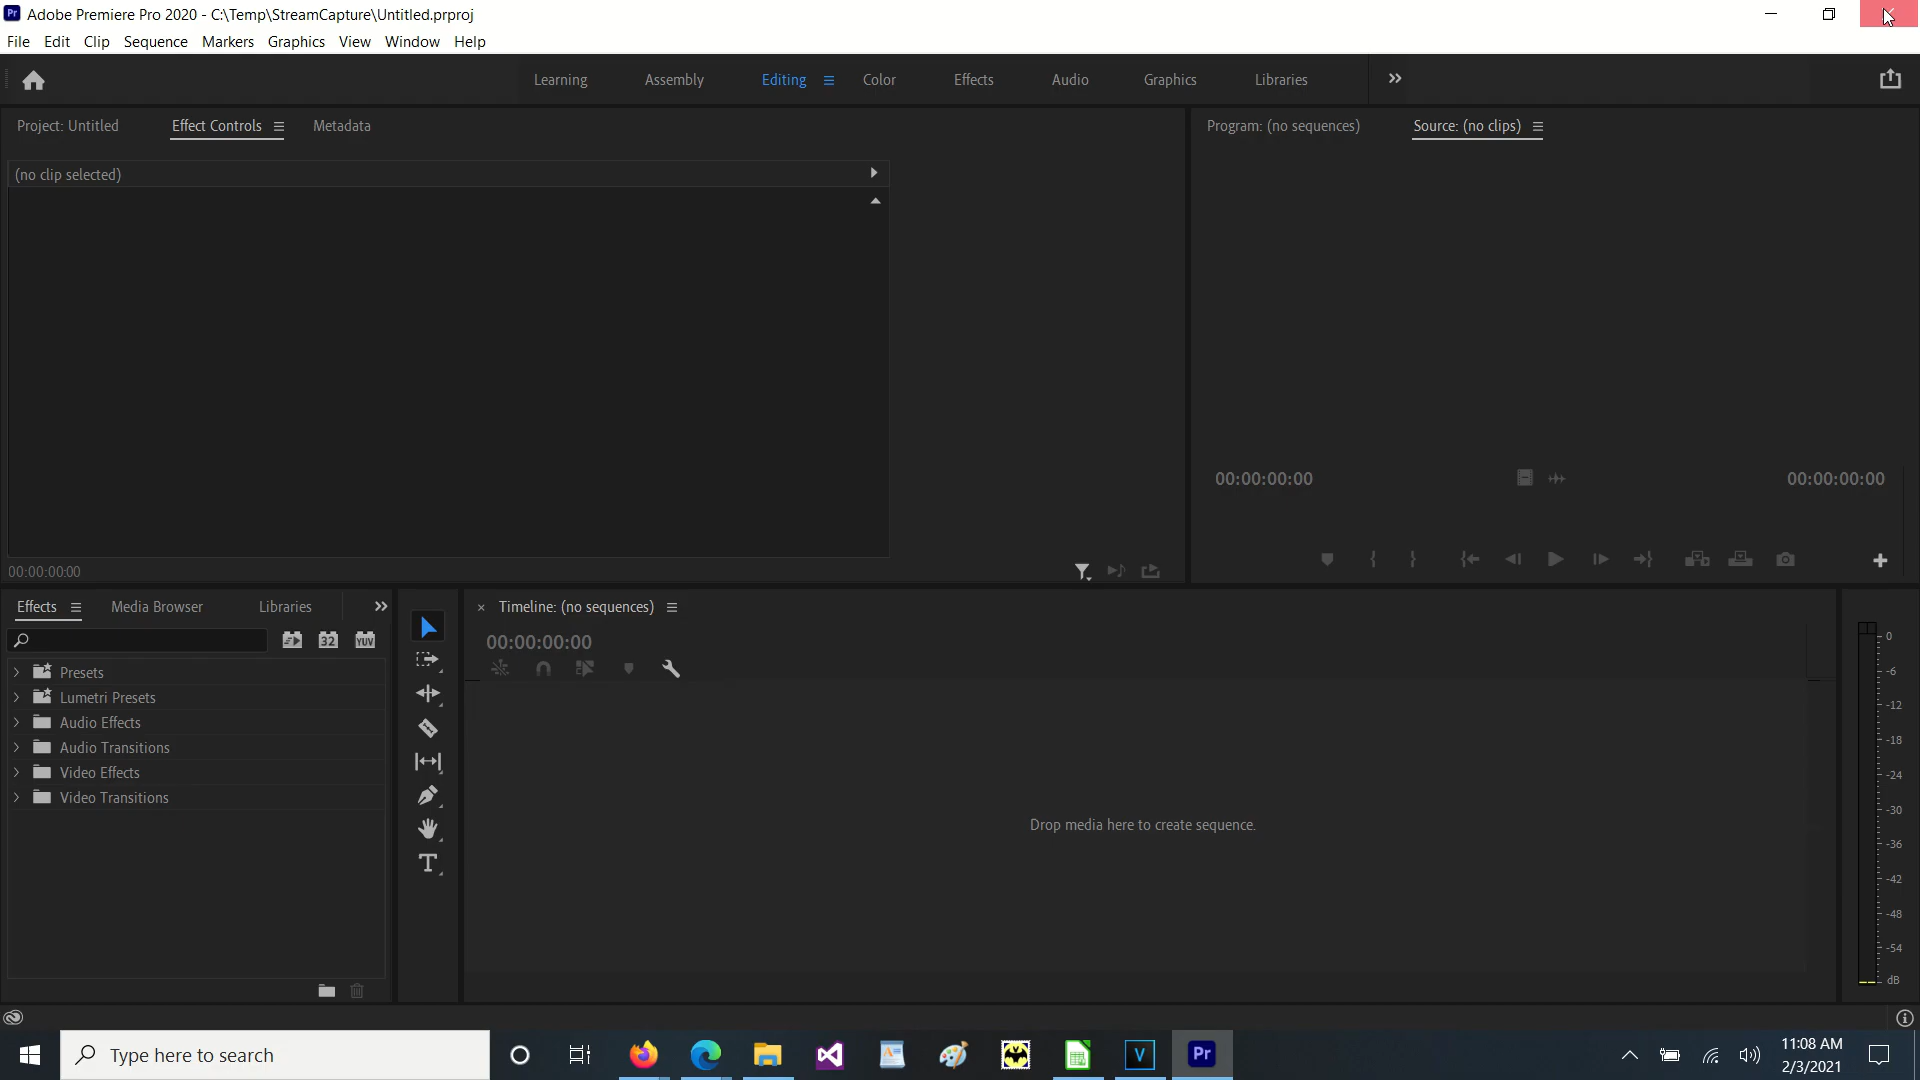 Pr Adobe Premiere Pro 2020 - C:\Temp\StreamCapture\Untitled.prproj
File Edit Clip Sequence Markers Graphics View Window Help
Learning Assembly Editing Color Effects Audio Graphics Libraries
Project: Untitled Effect Controls Metadata
Program: (no sequences) Source: (no clips)
(no clip selected)
00:00:00:00 00:00:00:00
00:00:00:00
Effects Media Browser Libraries
Timeline: (no sequences)
32 YUV
00:00:00:00
Presets
Lumetri Presets
Audio Effects
Audio Transitions
Video Effects
Video Transitions
T
Drop media here to create sequence.
0
-6
-12
-18
-24
-30
-36
-42
-48
-54
dB
Type here to search
V Pr
11:08 AM
2/3/2021